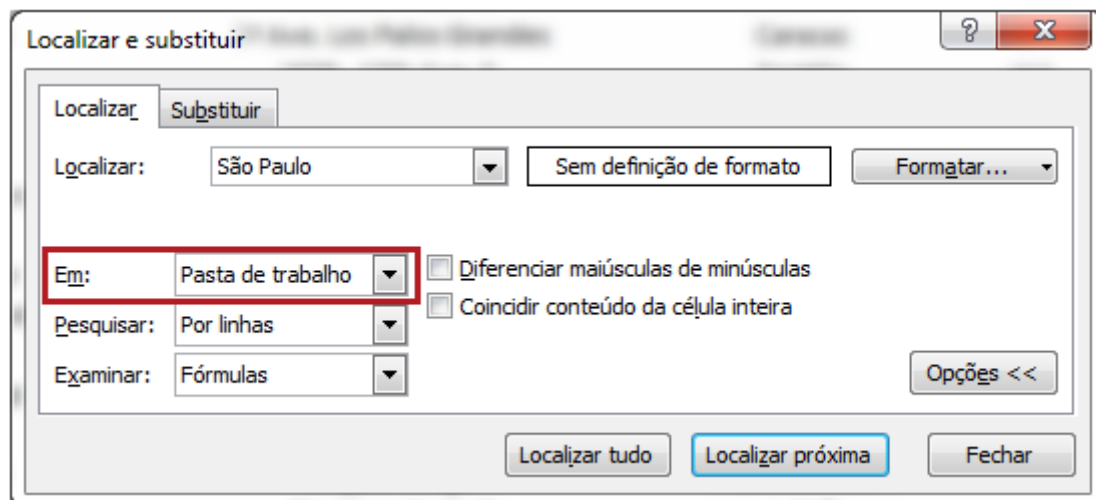 Localizar e substituir
Localizar Substituir
Localizar: São Paulo Sem definição de formato Formatar...
Em: Pasta de trabalho Diferenciar maiúsculas de minúsculas
Coincidir conteúdo da célula inteira
Pesquisar: Por linhas
Examinar: Fórmulas Opções <<
Localizar tudo Localizar próxima Fechar